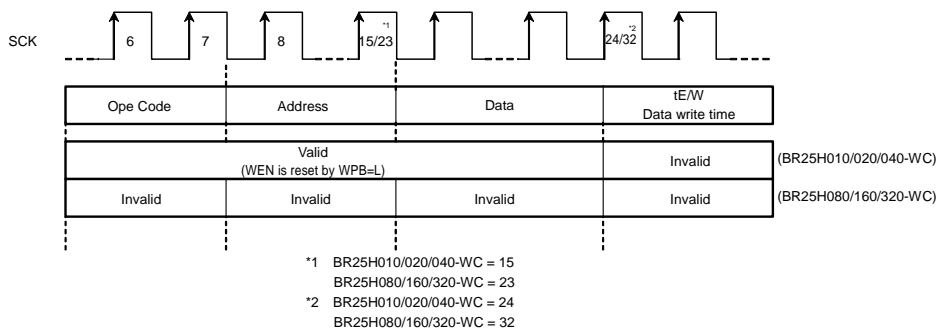 *1 *2
SCK 6 7 8 15/23 24/32
Ope Code Address Data tE/W
Data write time
Valid
(WEN is reset by WPB=L) Invalid (BR25H010/020/040-WC)
Invalid Invalid Invalid Invalid (BR25H080/160/320-WC)
*1 BR25H010/020/040-WC = 15
BR25H080/160/320-WC = 23
*2 BR25H010/020/040-WC = 24
BR25H080/160/320-WC = 32